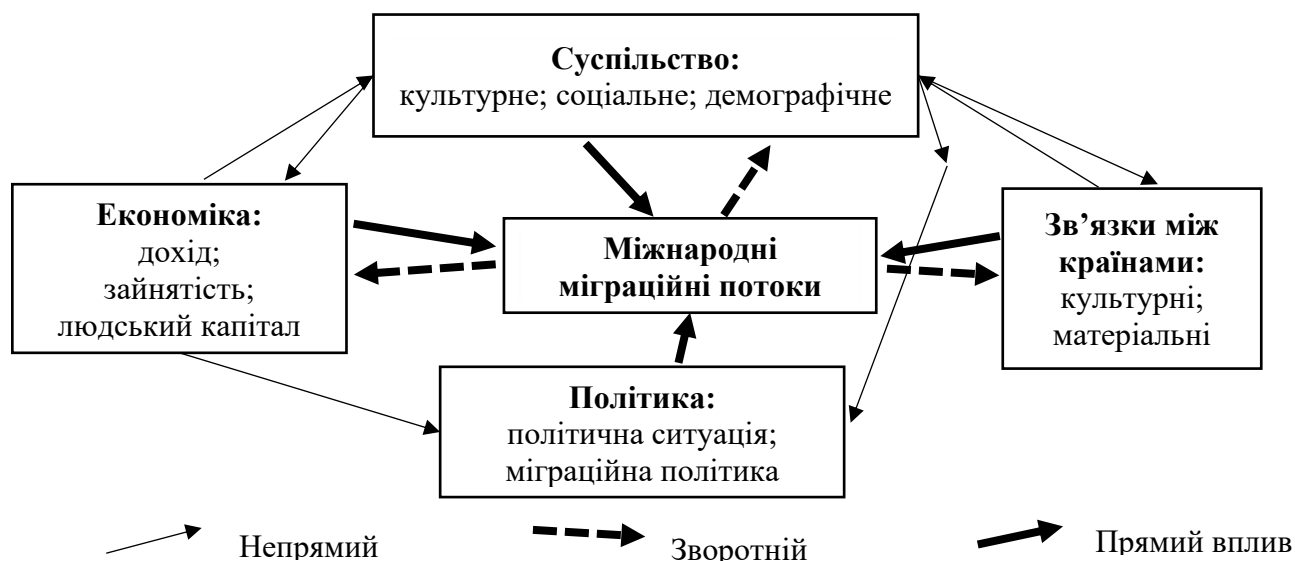 Суспільство:
культурне; соціальне; демографічне
Економіка:
дохід;
зайнятість;
людський капітал
Міжнародні
міграційні потоки
Зв’язки між
країнами:
культурні;
матеріальні
Політика:
політична ситуація;
міграційна політика
Непрямий
Зворотній
Прямий вплив